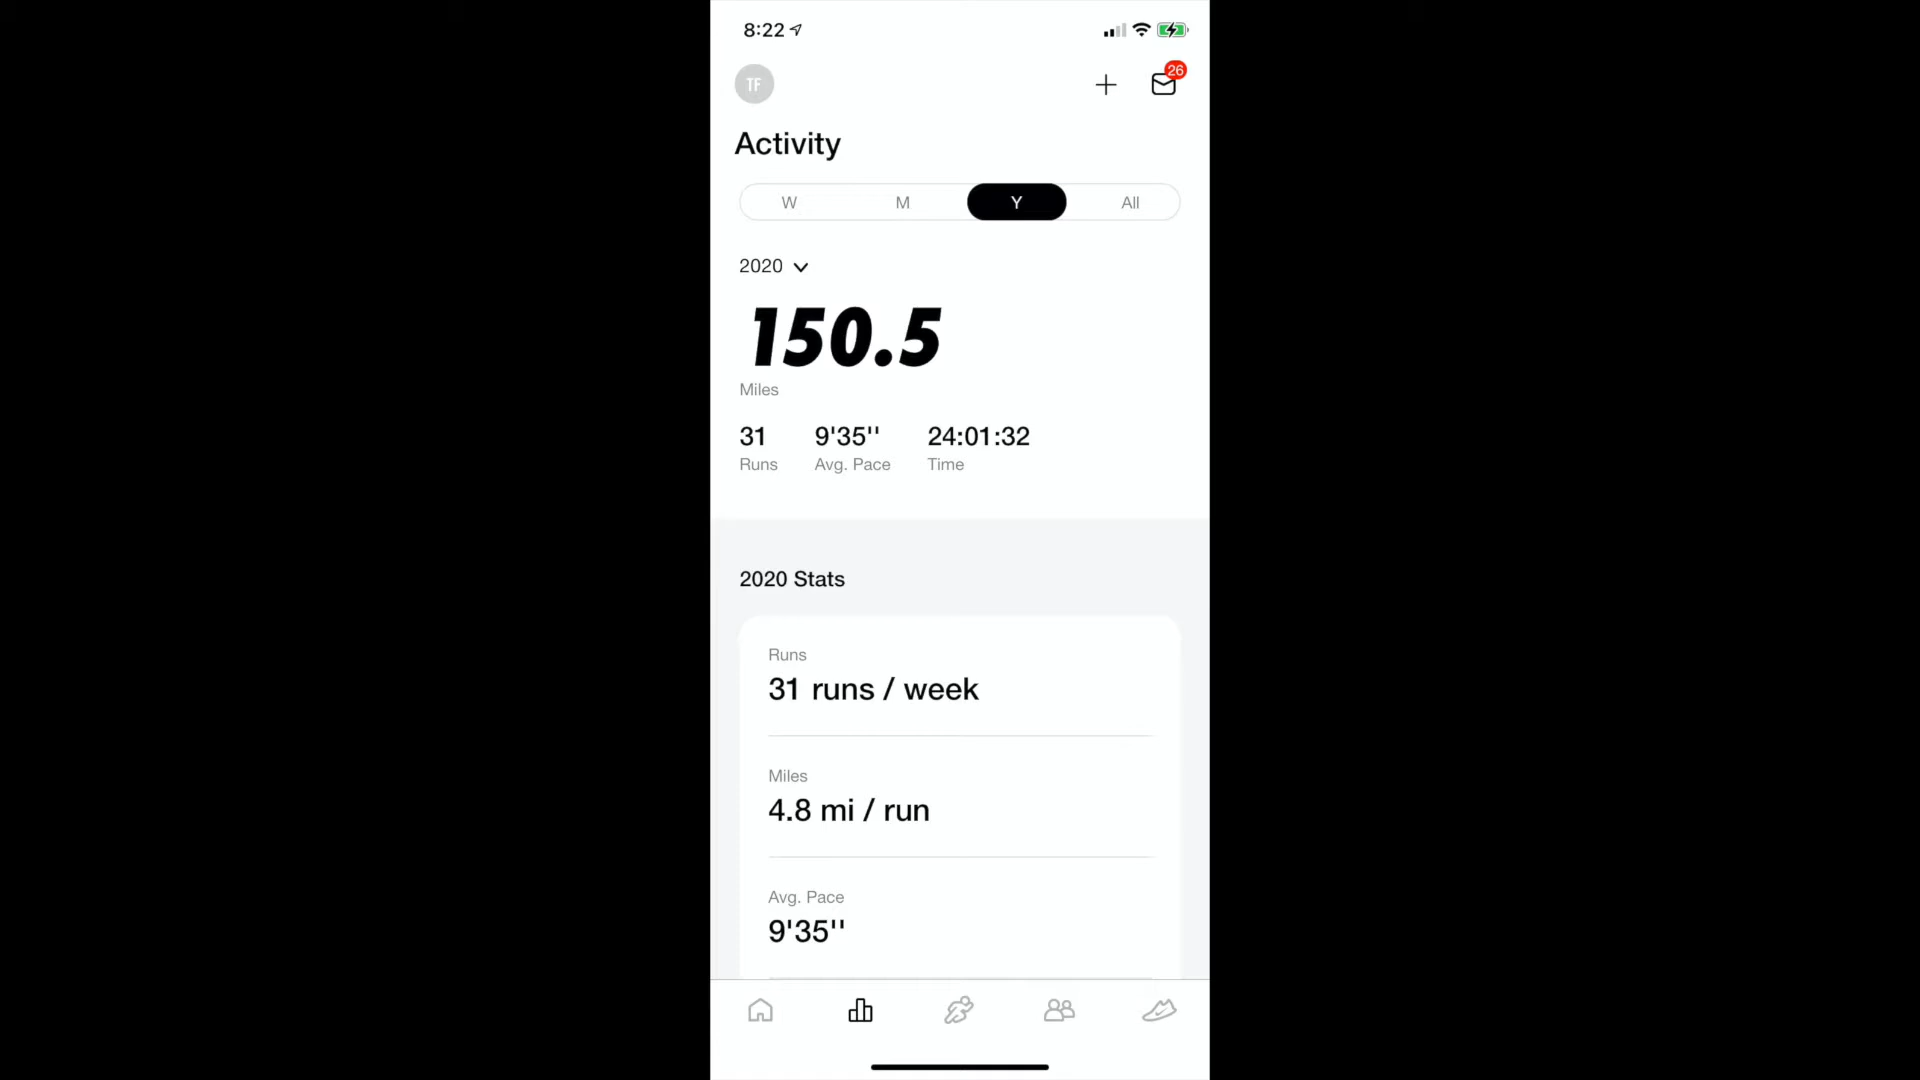 8:22
TF
26
Activity
W M Y All
2020
150.5
Miles
31 9'35'' 24:01:32
Runs Avg. Pace Time
2020 Stats
Runs
31 runs / week
Miles
4.8 mi / run
Avg. Pace
9'35''